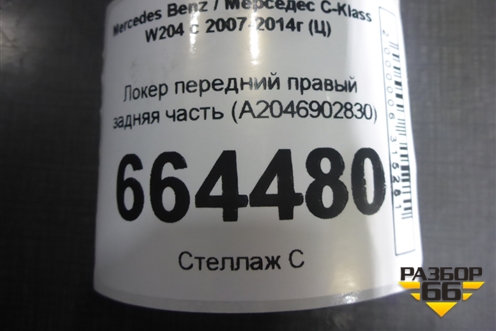 Mercedes Benz / Мерседес C-Klass
W204 с 2007-2014г (Ц)
Локер передний правый
задняя часть (A2046902830)
664480
Стеллаж С
РАЗБОР
66